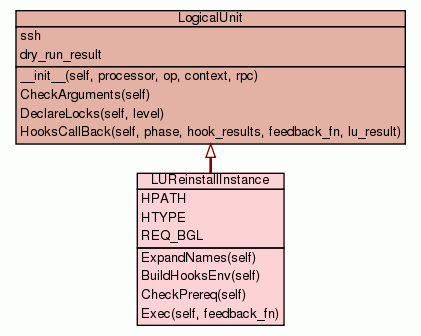 LogicalUnit
ssh
dry_run_result
__init__(self, processor, op, context, rpc)
CheckArguments(self)
DeclareLocks(self, level)
HooksCallBack(self, phase, hook_results, feedback_fn, lu_result)
LUReinstallInstance
HPATH
HTYPE
REQ_BGL
ExpandNames(self)
BuildHooksEnv(self)
CheckPrereq(self)
Exec(self, feedback_fn)